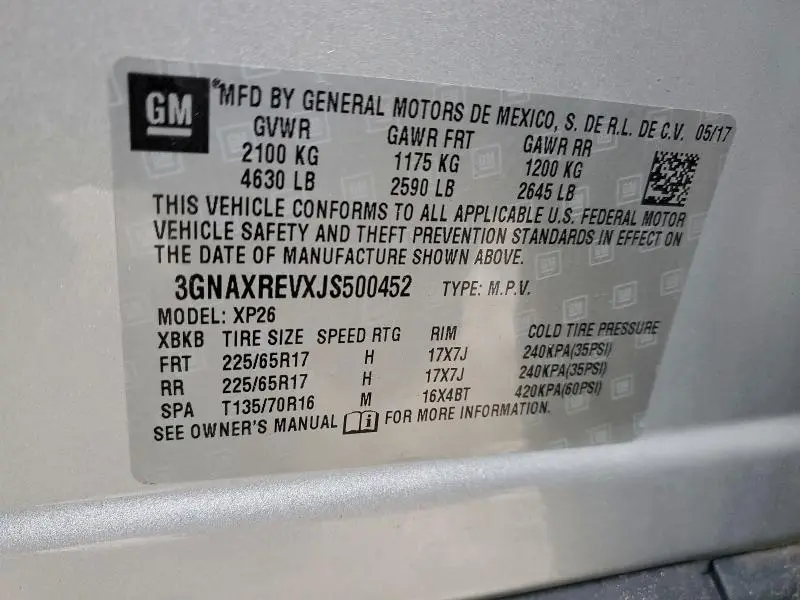 GM
®MFD BY GENERAL MOTORS DE MEXICO, S. DE R.L. DE C.V. 05/17
GVWR GAWR FRT GAWR RR
2100 KG 1175 KG 1200 KG
4630 LB 2590 LB 2645 LB
THIS VEHICLE CONFORMS TO ALL APPLICABLE U.S. FEDERAL MOTOR
VEHICLE SAFETY AND THEFT PREVENTION STANDARDS IN EFFECT ON
THE DATE OF MANUFACTURE SHOWN ABOVE.
3GNAXREVXJS500452 TYPE: M.P.V.
MODEL: XP26
XBKB TIRE SIZE SPEED RTG RIM COLD TIRE PRESSURE
FRT 225/65R17 H 17X7J 240KPA(35PSI)
RR 225/65R17 H 17X7J 240KPA(35PSI)
SPA T135/70R16 M 16X4BT 420KPA(60PSI)
SEE OWNER'S MANUAL i FOR MORE INFORMATION.